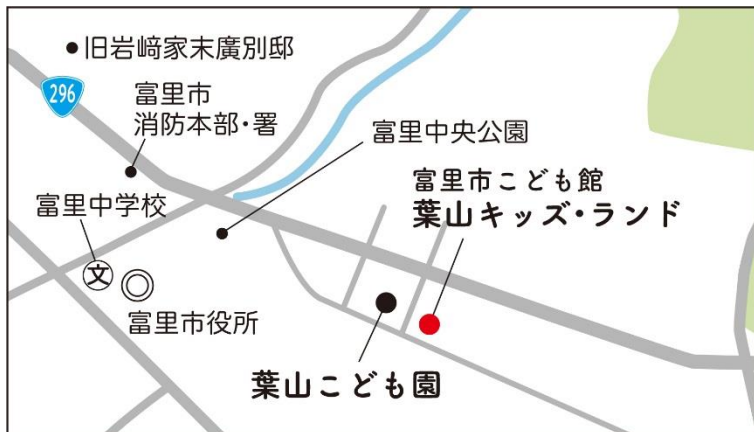 旧岩﨑家末廣別邸
296
富里市
消防本部・署
富里中央公園
富里市こども館
葉山キッズ・ランド
富里中学校
文
富里市役所
葉山こども園